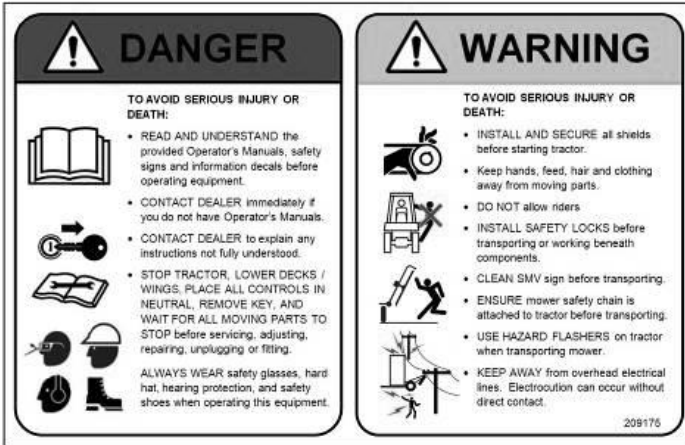 DANGER
TO AVOID SERIOUS INJURY OR
DEATH:
• READ AND UNDERSTAND the
provided Operator's Manuals, safety
signs and information decals before
operating equipment.
• CONTACT DEALER immediately if
you do not have Operator's Manuals.
• CONTACT DEALER to explain any
instructions not fully understood.
• STOP TRACTOR, LOWER DECKS /
WINGS, PLACE ALL CONTROLS IN
NEUTRAL, REMOVE KEY, AND
WAIT FOR ALL MOVING PARTS TO
STOP before servicing, adjusting,
repairing, unplugging or fitting.
ALWAYS WEAR safety glasses, hard
hat, hearing protection, and safety
shoes when operating this equipment.
WARNING
TO AVOID SERIOUS INJURY OR
DEATH:
• INSTALL AND SECURE all shields
before starting tractor.
• Keep hands, feed, hair and clothing
away from moving parts.
• DO NOT allow riders
• INSTALL SAFETY LOCKS before
transporting or working beneath
components.
• CLEAN SMV sign before transporting.
• ENSURE mower safety chain is
attached to tractor before transporting.
• USE HAZARD FLASHERS on tractor
when transporting mower.
• KEEP AWAY from overhead electrical
lines. Electrocution can occur without
direct contact.
209175